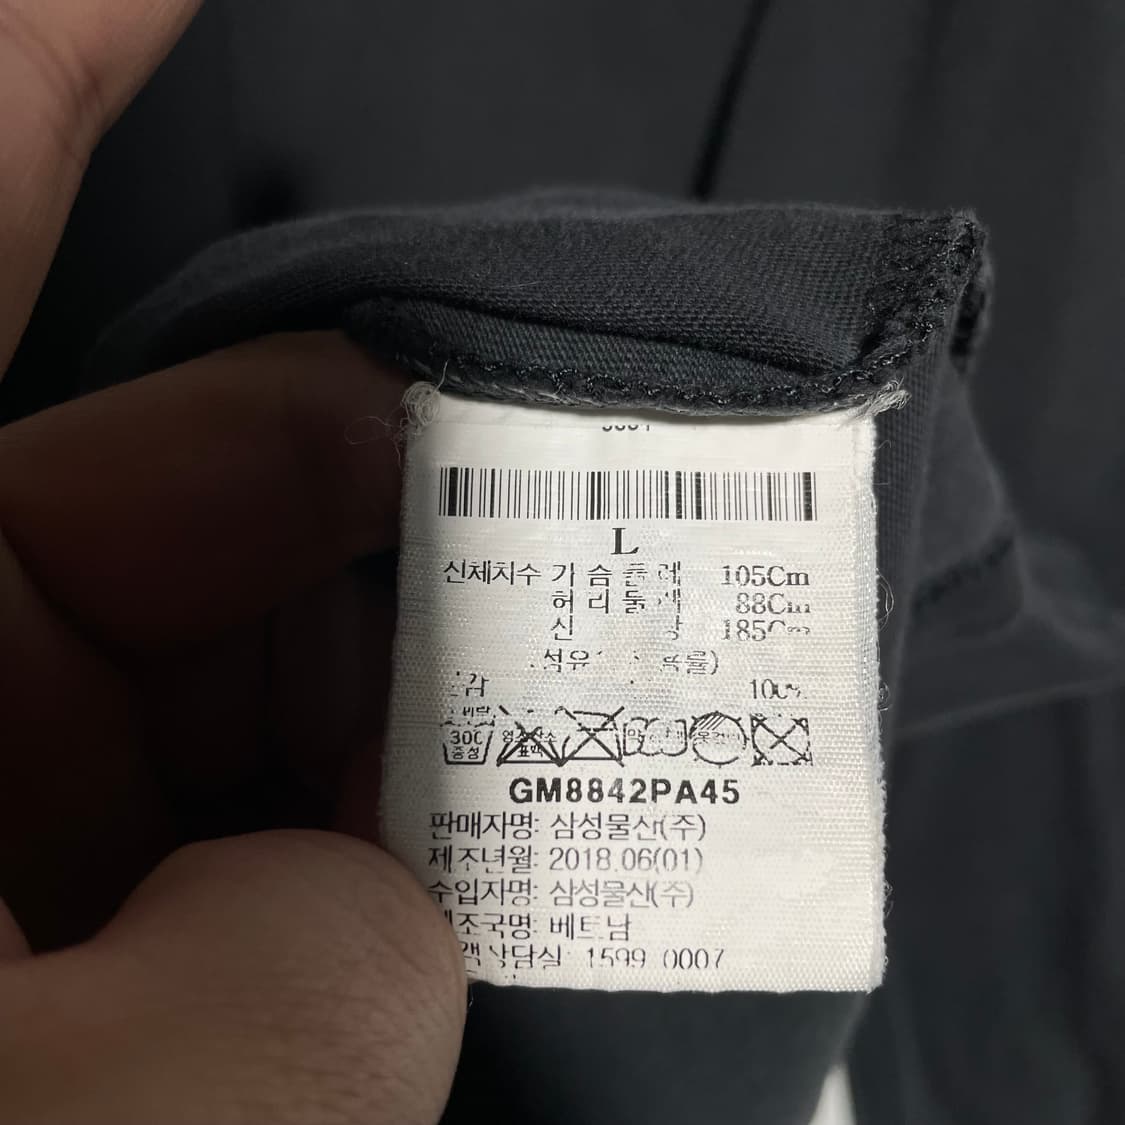 L
신체치수 가슴둘레 105Cm
허리둘레 88Cm
신장 185Cm
100%
30C
중성
GM8842PA45
판매자명: 삼성물산(주)
제조년월: 2018.06(01)
수입자명: 삼성물산(주)
제조국명: 베트남
고객상담실: 1599 0007